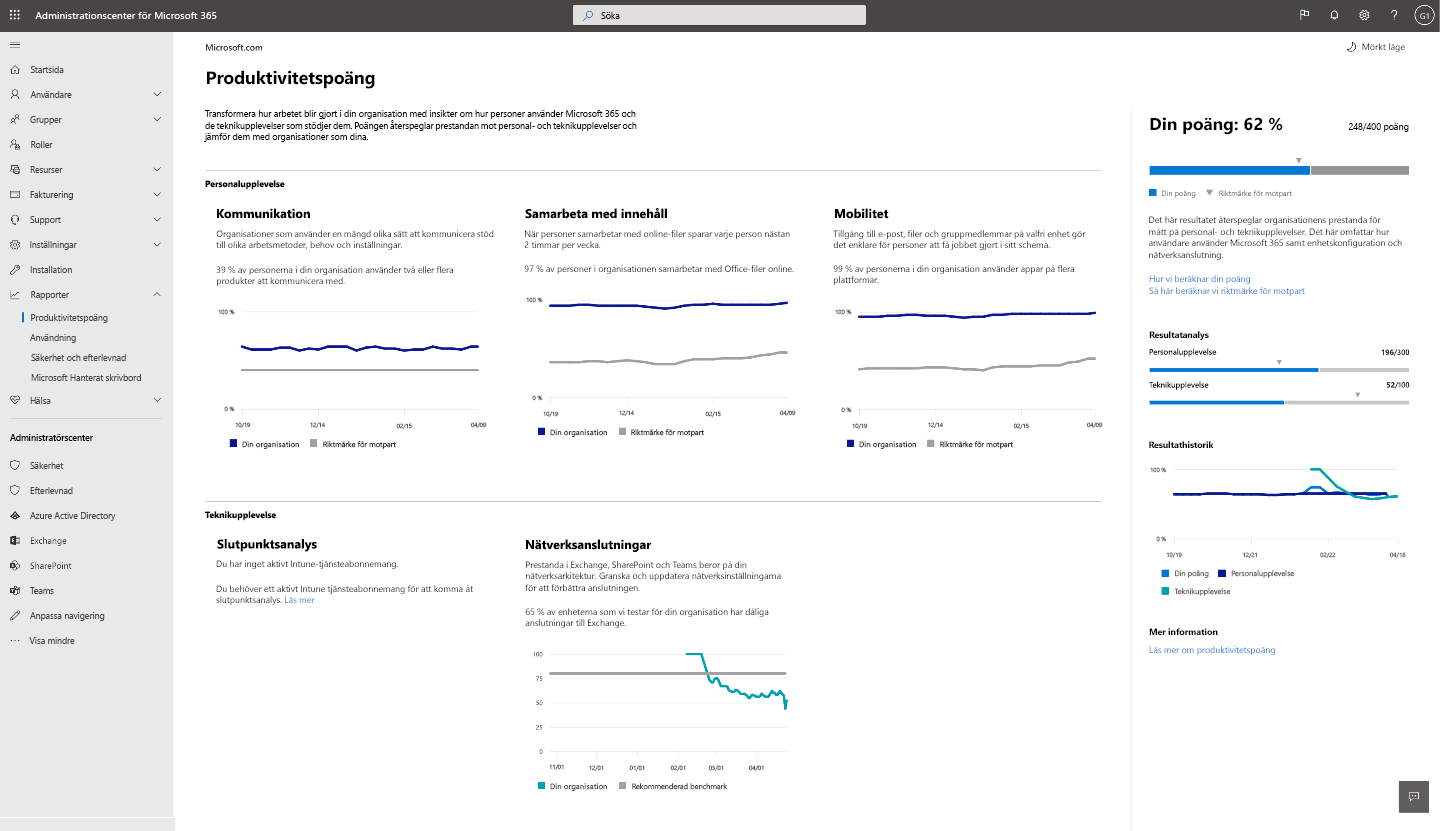 Administrationscenter för Microsoft 365
Söka
G1
Microsoft.com
Mörkt läge
Startsida
Användare
Grupper
Roller
Resurser
Fakturering
Support
Inställningar
Installation
Rapporter
Produktivitetspoäng
Användning
Säkerhet och efterlevnad
Microsoft Hanterat skrivbord
Hälsa
Administratörscenter
Säkerhet
Efterlevnad
Azure Active Directory
Exchange
SharePoint
Teams
Anpassa navigering
Visa mindre
Produktivitetspoäng
Transformera hur arbetet blir gjort i din organisation med insikter om hur personer använder Microsoft 365 och
de teknikupplevelser som stödjer dem. Poängen återspeglar prestandan mot personal- och teknikupplevelser och
jämför dem med organisationer som dina.
Personalupplevelse
Kommunikation
Organisationer som använder en mängd olika sätt att kommunicera stöd
till olika arbetsmetoder, behov och inställningar.
39 % av personerna i din organisation använder två eller flera
produkter att kommunicera med.
100 %
0 %
10/19 12/14 02/15 04/09
Din organisation Riktmärke för motpart
Samarbeta med innehåll
När personer samarbetar med online-filer sparar varje person nästan
2 timmar per vecka.
97 % av personer i organisationen samarbetar med Office-filer online.
100 %
0 %
10/19 12/14 02/15 04/09
Din organisation Riktmärke för motpart
Mobilitet
Tillgång till e-post, filer och gruppmedlemmar på valfri enhet gör
det enklare för personer att få jobbet gjort i sitt schema.
99 % av personerna i din organisation använder appar på flera
plattformar.
100 %
0 %
10/19 12/14 02/15 04/09
Din organisation Riktmärke för motpart
Teknikupplevelse
Slutpunktsanalys
Du har inget aktivt Intune-tjänsteabonnemang.
Du behöver ett aktivt Intune tjänsteabonnemang för att komma åt
slutpunktsanalys. Läs mer
Nätverksanslutningar
Prestanda i Exchange, SharePoint och Teams beror på din
nätverksarkitektur. Granska och uppdatera nätverksinställningarna
för att förbättra anslutningen.
65 % av enheterna som vi testar för din organisation har dåliga
anslutningar till Exchange.
100
75
50
25
0
11/01 12/01 01/01 02/01 03/01 04/01
Din organisation Rekommenderad benchmark
Din poäng: 62 %
248/400 poäng
Din poäng Riktmärke för motpart
Det här resultatet återspeglar organisationens prestanda för
mått på personal- och teknikupplevelser. Det här omfattar hur
användare använder Microsoft 365 samt enhetskonfiguration och
nätverksanslutning.
Hur vi beräknar din poäng
Så här beräknar vi riktmärke för motpart
Resultatanalys
Personalupplevelse 196/300
Teknikupplevelse 52/100
Resultathistorik
100 %
0 %
10/19 12/21 02/22 04/18
Din poäng Personalupplevelse
Teknikupplevelse
Mer information
Läs mer om produktivitetspoäng